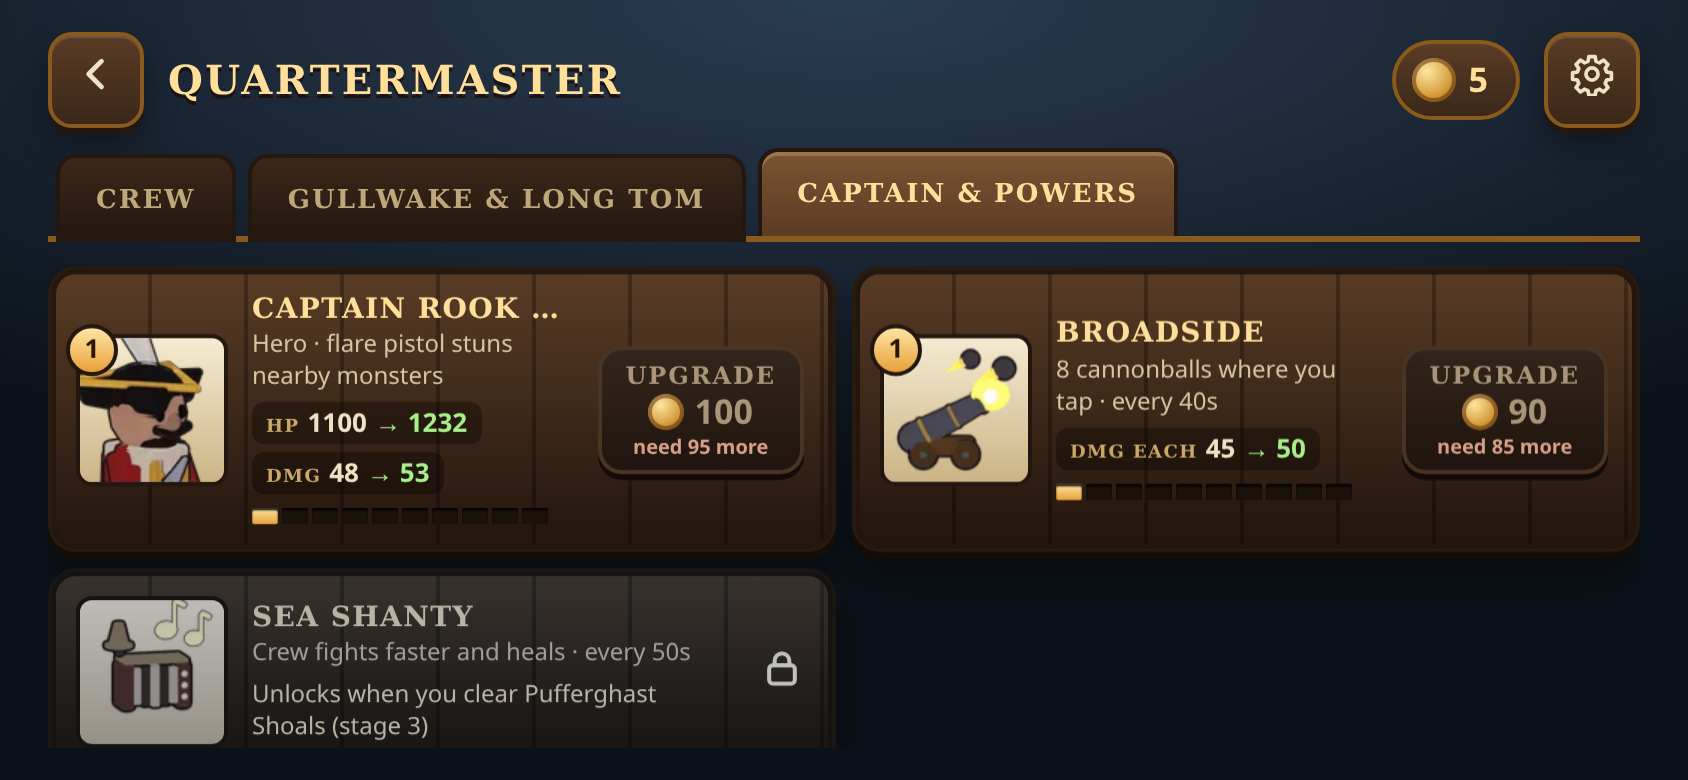 QUARTERMASTER
5
CREW
GULLWAKE & LONG TOM
CAPTAIN & POWERS
1
CAPTAIN ROOK ...
Hero · flare pistol stuns
nearby monsters
HP 1100 → 1232
DMG 48 → 53
UPGRADE
100
need 95 more
1
BROADSIDE
8 cannonballs where you
tap · every 40s
DMG EACH 45 → 50
UPGRADE
90
need 85 more
SEA SHANTY
Crew fights faster and heals · every 50s
Unlocks when you clear Pufferghast
Shoals (stage 3)